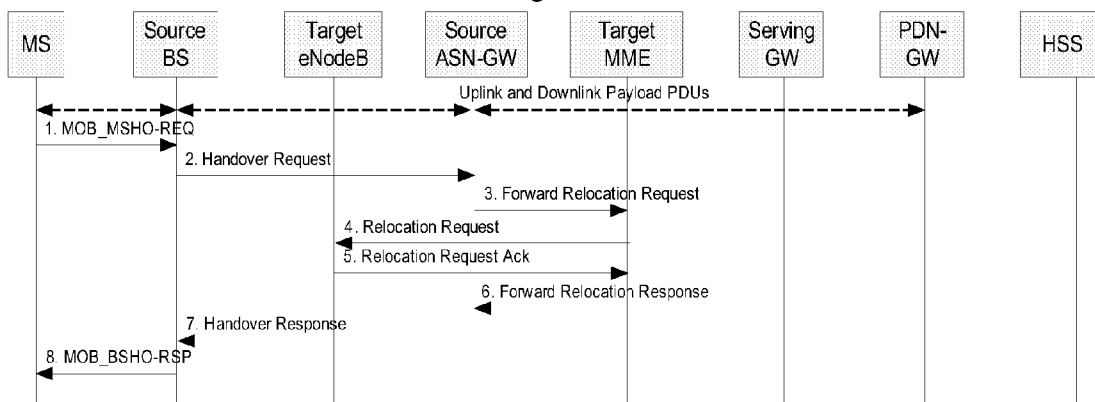 MS
Source
BS
Target
eNodeB
Source
ASN-GW
Target
MME
Serving
GW
PDN-
GW
HSS
Uplink and Downlink Payload PDUs
1. MOB_MSHO-REQ
2. Handover Request
3. Forward Relocation Request
4. Relocation Request
5. Relocation Request Ack
6. Forward Relocation Response
7. Handover Response
8. MOB_BSHO-RSP